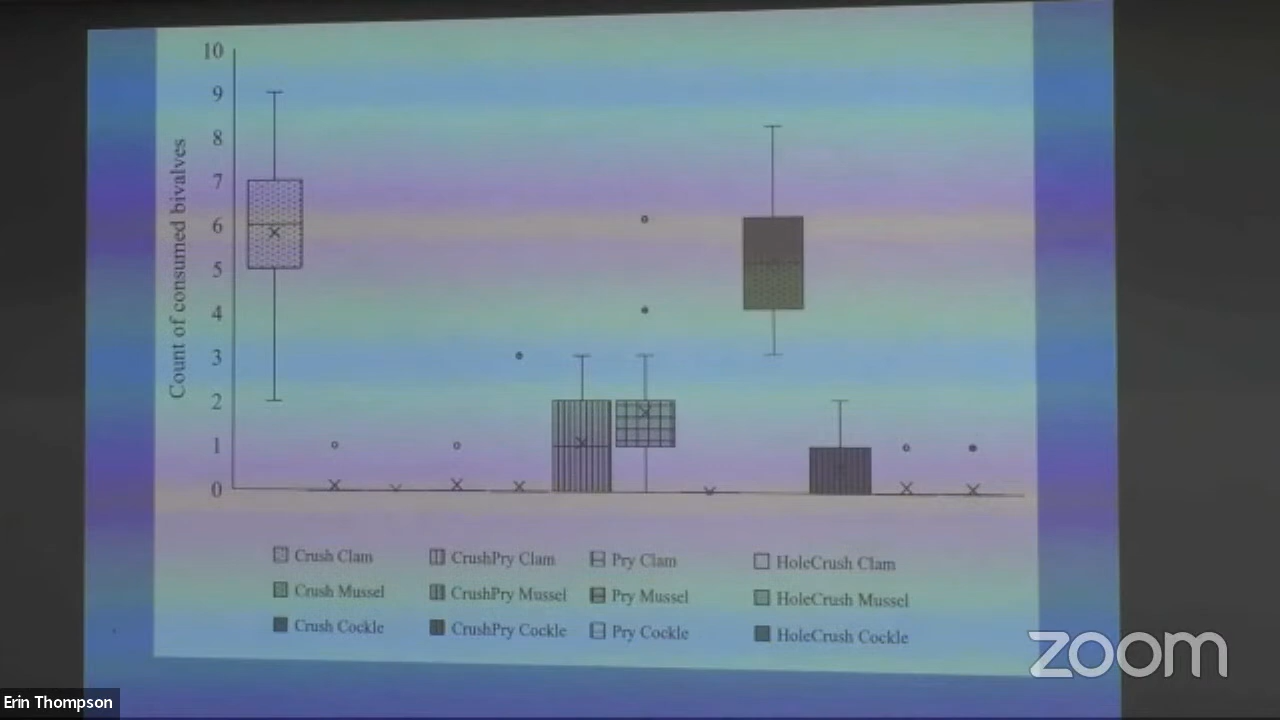 10
9
8
7
6
5
4
3
2
1
0
Count of consumed bivalves
Crush Clam CrushPry Clam Pry Clam HoleCrush Clam
Crush Mussel CrushPry Mussel Pry Mussel HoleCrush Mussel
Crush Cockle CrushPry Cockle Pry Cockle HoleCrush Cockle
zoom
Erin Thompson